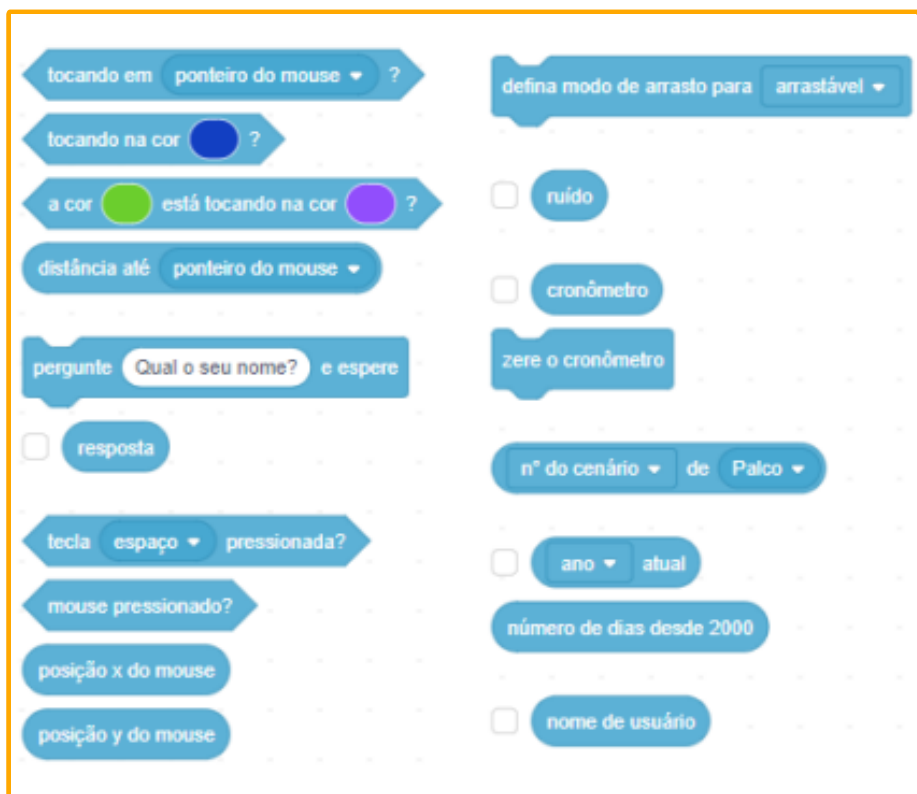 tocando em ponteiro do mouse ?
tocando na cor ?
a cor está tocando na cor ?
distância até ponteiro do mouse
pergunte Qual o seu nome? e espere
resposta
tecla espaço pressionada?
mouse pressionado?
posição x do mouse
posição y do mouse
defina modo de arrasto para arrastável
ruído
cronômetro
zere o cronômetro
n° do cenário de Palco
ano atual
número de dias desde 2000
nome de usuário